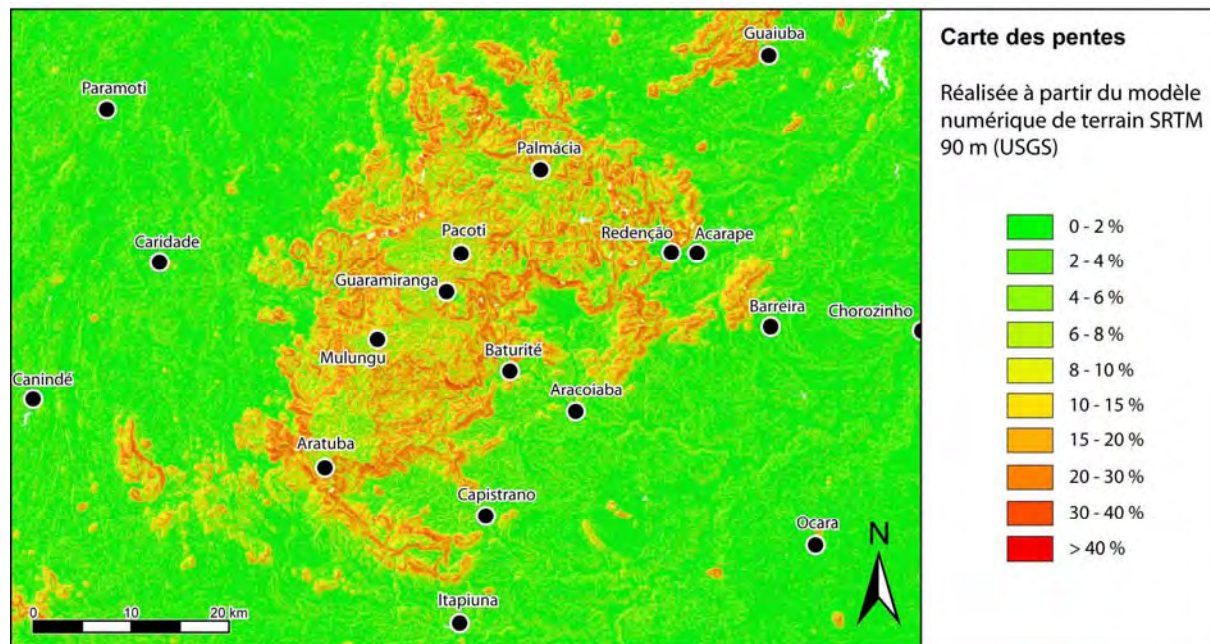 Guaiuba
Paramoti
Palmácia
Caridade
Pacoti
Redenção
Acarape
Guaramiranga
Barreira
Chorozinho
Mulungu
Baturité
Canindé
Aracoiaba
Aratuba
Capistrano
Ocara
Itapiuna
N
0 10 20 km
Carte des pentes
Réalisée à partir du modèle
numérique de terrain SRTM
90 m (USGS)
0 - 2 %
2 - 4 %
4 - 6 %
6 - 8 %
8 - 10 %
10 - 15 %
15 - 20 %
20 - 30 %
30 - 40 %
> 40 %